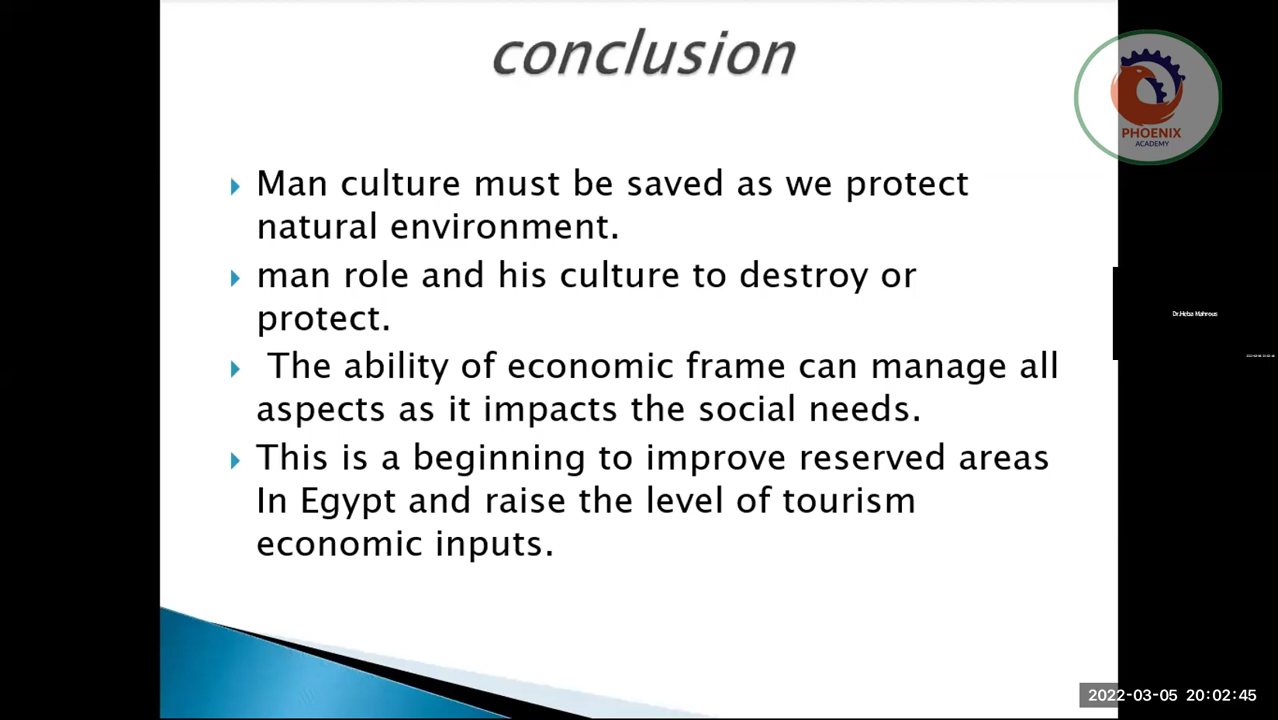 conclusion
PHOENIX
ACADEMY
Man culture must be saved as we protect
natural environment.
man role and his culture to destroy or
protect.
The ability of economic frame can manage all
aspects as it impacts the social needs.
This is a beginning to improve reserved areas
In Egypt and raise the level of tourism
economic inputs.
Dr.Heba Mahrous
2022-03-05 20:02:45